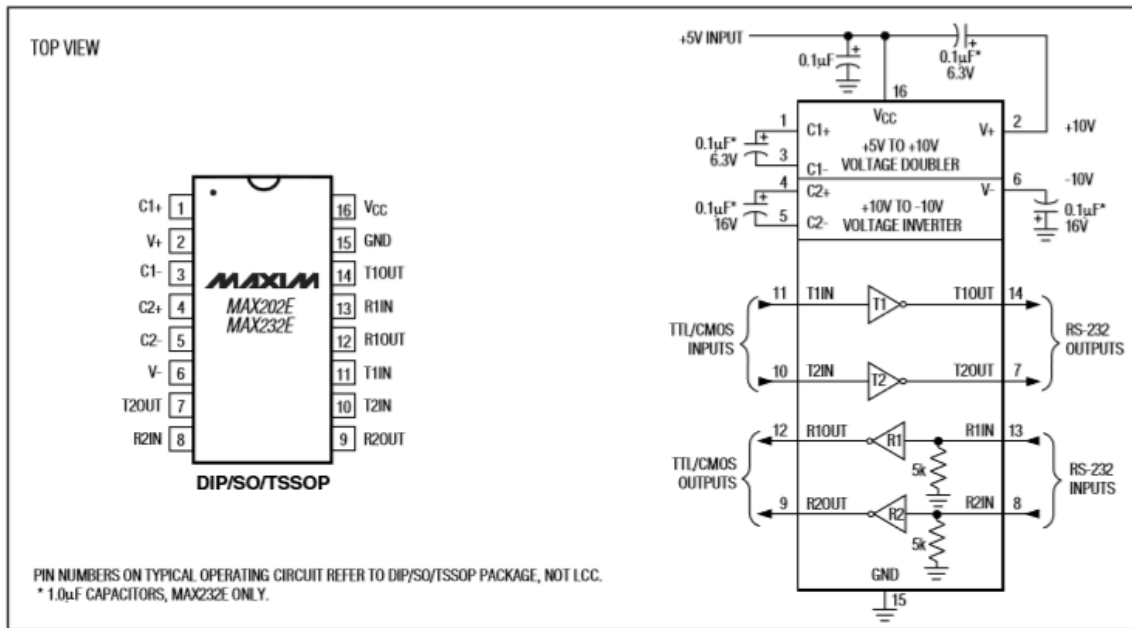 TOP VIEW
C1+ 1
V+ 2
C1- 3
C2+ 4
C2- 5
V- 6
T2OUT 7
R2IN 8
MAXIM
MAX202E
MAX232E
16 VCC
15 GND
14 T1OUT
13 R1IN
12 R1OUT
11 T1IN
10 T2IN
9 R2OUT
DIP/SO/TSSOP
+5V INPUT
0.1μF
+
+
0.1μF*
6.3V
16
VCC
1
C1+
+
0.1μF*
6.3V
3
C1-
+5V TO +10V
VOLTAGE DOUBLER
V+
2
+10V
4
C2+
+
0.1μF*
16V
5
C2-
+10V TO -10V
VOLTAGE INVERTER
V-
6
-10V
+
0.1μF*
16V
TTL/CMOS
INPUTS
11 T1IN T1 T1OUT 14
10 T2IN T2 T2OUT 7
RS-232
OUTPUTS
TTL/CMOS
OUTPUTS
12 R1OUT R1 R1IN 13
5k
9 R2OUT R2 R2IN 8
5k
RS-232
INPUTS
GND
15
PIN NUMBERS ON TYPICAL OPERATING CIRCUIT REFER TO DIP/SO/TSSOP PACKAGE, NOT LCC.
* 1.0μF CAPACITORS, MAX232E ONLY.